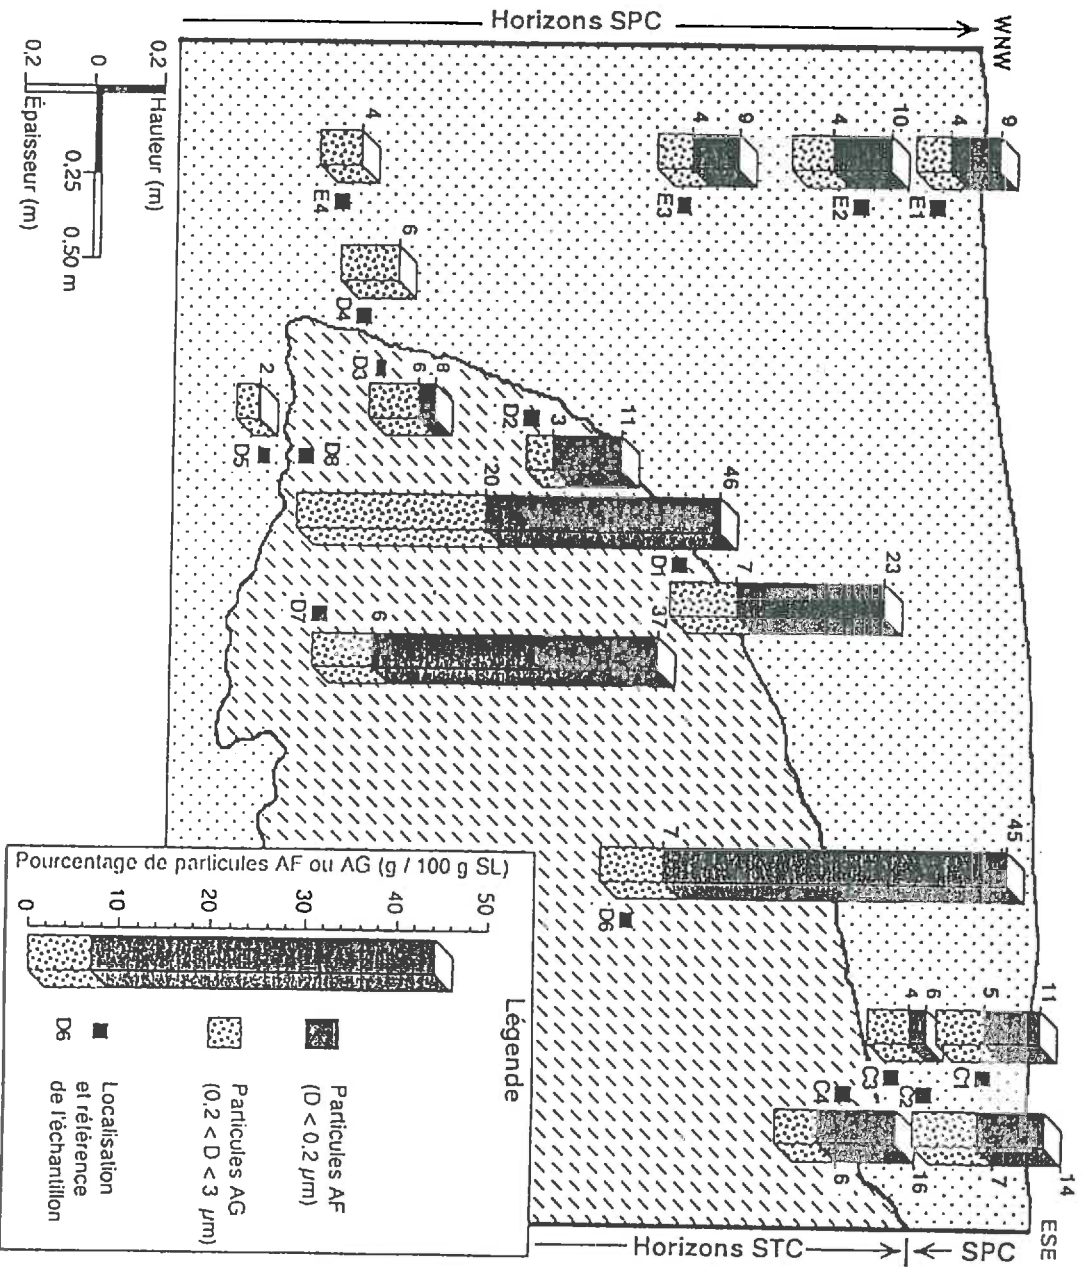 Horizons SPC
WNW
Hauteur (m)
0.2
0
0.2
0,25
0.50 m
Épaisseur (m)
9
4
E1
10
4
E2
9
4
E3
4
E4
6
D4
D3
6
8
2
D5
D8
D2
3
11
20
46
D1
7
23
D7
6
37
7
45
D6
4
6
5
11
C3
C1
C2
C4
6
16
7
14
ESE
SPC
Horizons STC
Légende
Pourcentage de particules AF ou AG (g / 100 g SL)
0
10
20
30
40
50
Particules AF
(D < 0.2 µm)
Particules AG
(0.2 < D < 3 µm)
D6
Localisation
et référence
de l'échantillon